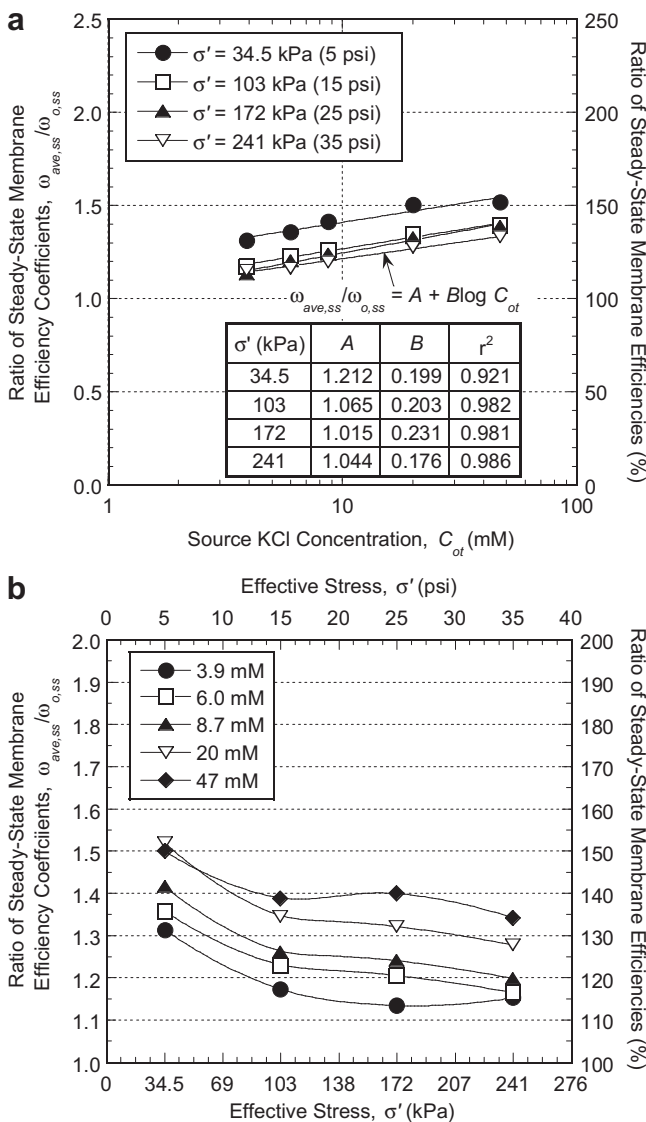 a
σ′ = 34.5 kPa (5 psi)
σ′ = 103 kPa (15 psi)
σ′ = 172 kPa (25 psi)
σ′ = 241 kPa (35 psi)
Ratio of Steady-State Membrane
Efficiency Coefficients, ω_ave,ss/ω_o,ss
2.5
2.0
1.5
1.0
0.5
0.0
250
200
150
100
50
0
Ratio of Steady-State Membrane Efficiencies (%)
ω_ave,ss/ω_o,ss = A + Blog C_ot
σ' (kPa) A B r²
34.5 1.212 0.199 0.921
103 1.065 0.203 0.982
172 1.015 0.231 0.981
241 1.044 0.176 0.986
1 10 100
Source KCl Concentration, C_ot (mM)
b
Effective Stress, σ′ (psi)
0 5 10 15 20 25 30 35 40
3.9 mM
6.0 mM
8.7 mM
20 mM
47 mM
Ratio of Steady-State Membrane
Efficiency Coeffciients, ω_ave,ss/ω_o,ss
2.0
1.9
1.8
1.7
1.6
1.5
1.4
1.3
1.2
1.1
1.0
200
190
180
170
160
150
140
130
120
110
100
Ratio of Steady-State Membrane Efficiencies (%)
0 34.5 69 103 138 172 207 241 276
Effective Stress, σ′ (kPa)